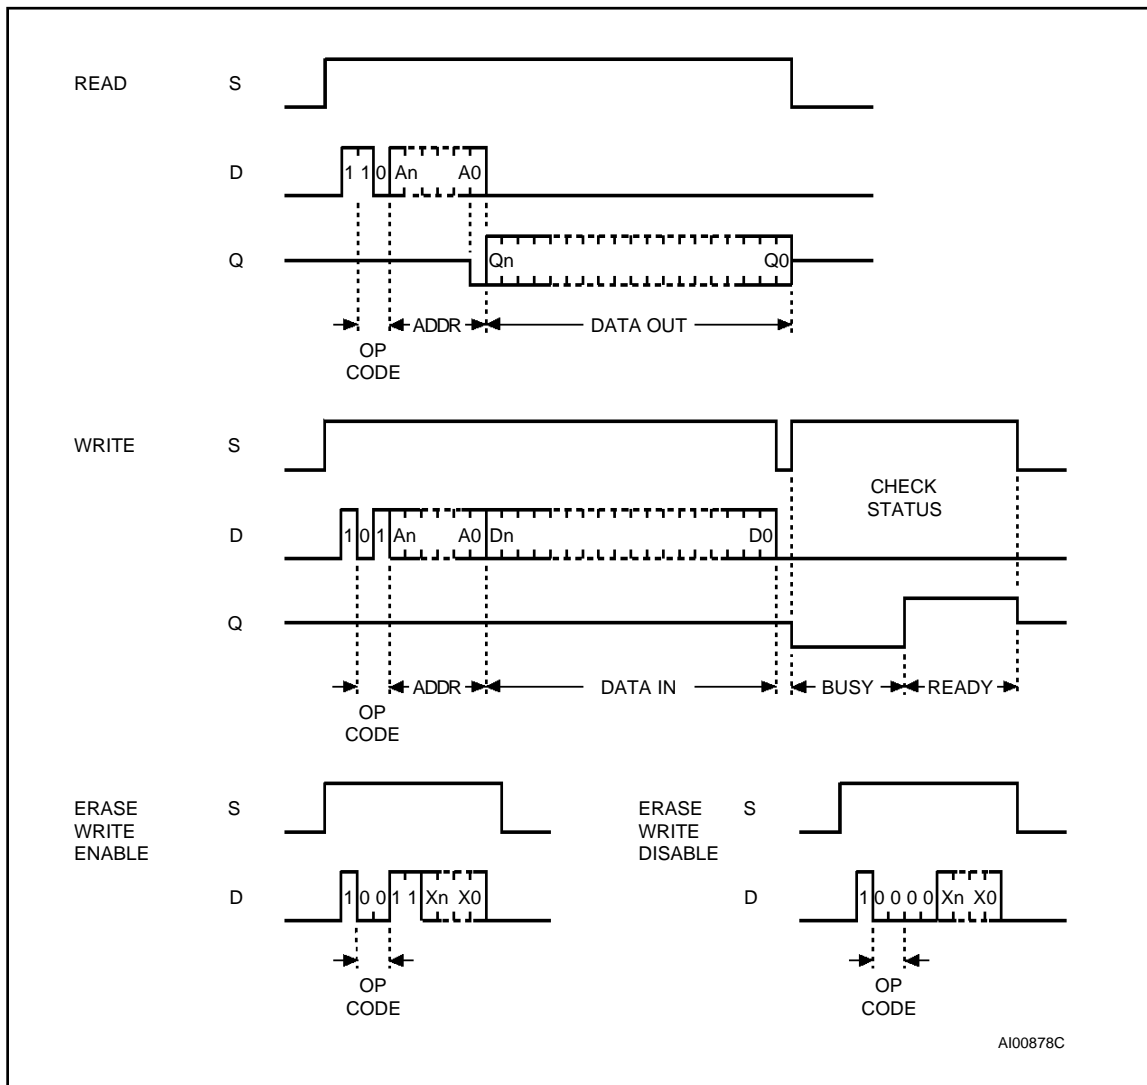 READ S
D 1 1 0 An A0
Q Qn Q0
ADDR DATA OUT
OP
CODE
WRITE S
CHECK
STATUS
D 1 0 1 An A0 Dn D0
Q
ADDR DATA IN BUSY READY
OP
CODE
ERASE S
WRITE
ENABLE
D 1 0 0 1 1 Xn X0
OP
CODE
ERASE S
WRITE
DISABLE
D 1 0 0 0 0 Xn X0
OP
CODE
AI00878C